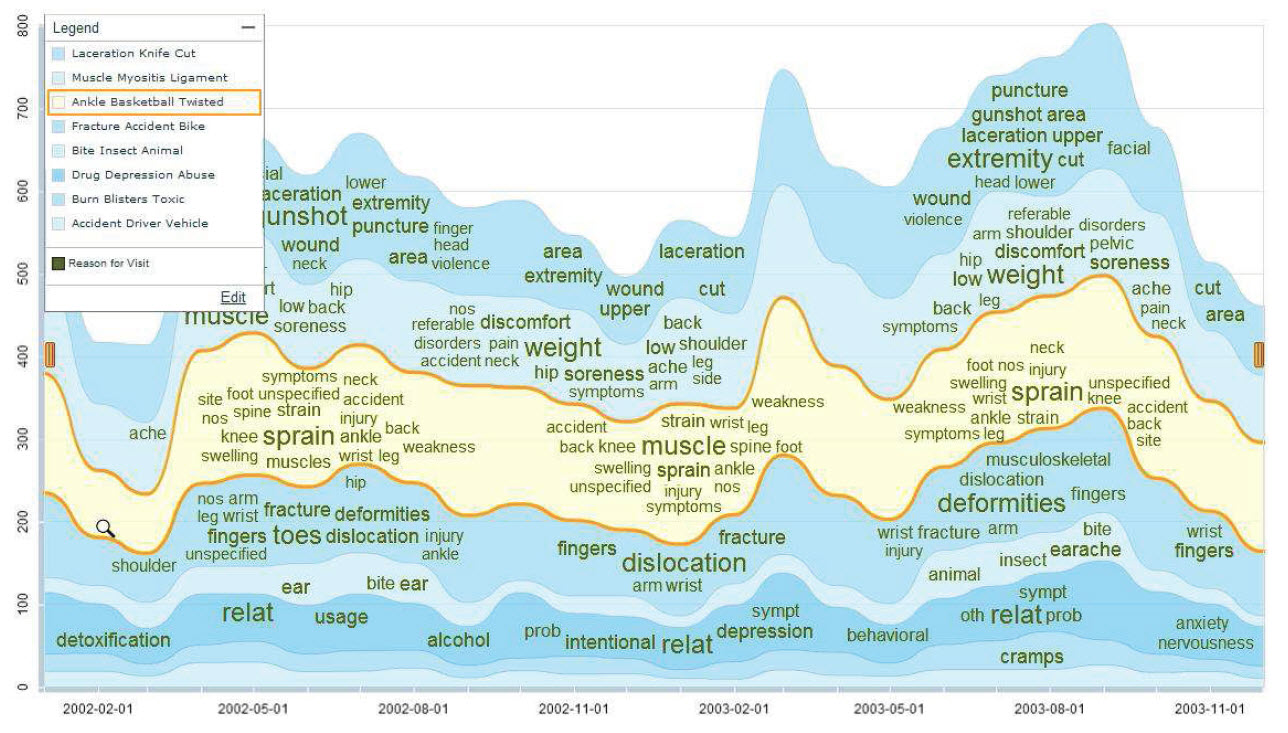 800
700
600
500
400
300
200
100
0
Legend
Laceration Knife Cut
Muscle Myositis Ligament
Ankle Basketball Twisted
Fracture Accident Bike
Bite Insect Animal
Drug Depression Abuse
Burn Blisters Toxic
Accident Driver Vehicle
Reason for Visit
Edit
ial
aceration
unshot
wound
neck
lower
extremity
puncture
area
finger
head
violence
area
extremity
wound
upper
laceration
cut
puncture
gunshot area
laceration upper
extremity cut
facial
head lower
wound
violence
cut
area
ache
rt
hip
low back
muscle
soreness
nos
referable discomfort
disorders pain weight
accident neck
hip soreness
symptoms
back
low shoulder
ache leg
arm side
referable
arm shoulder disorders
discomfort pelvic
hip soreness
low weight
leg
back
symptoms
ache
pain
neck
symptoms neck
foot unspecified
site accident
nos spine strain injury
knee sprain ankle back
swelling muscles wrist leg weakness
accident
back knee muscle spine foot
strain wrist leg
swelling sprain ankle
unspecified injury nos
symptoms
weakness
neck
foot nos injury
swelling sprain unspecified
wrist knee
weakness
ankle strain accident
symptoms leg back
site
shoulder
hip
nos arm
leg wrist fracture deformities
fingers toes dislocation injury
unspecified ankle
fingers
dislocation
arm wrist
fracture
musculoskeletal
dislocation
deformities fingers
wrist fracture arm
injury
wrist
fingers
ear
bite ear
bite
insect earache
animal
detoxification
relat
usage
alcohol
prob
intentional relat
sympt
depression
behavioral
sympt
oth relat prob
anxiety
nervousness
cramps
2002-02-01
2002-05-01
2002-08-01
2002-11-01
2003-02-01
2003-05-01
2003-08-01
2003-11-01